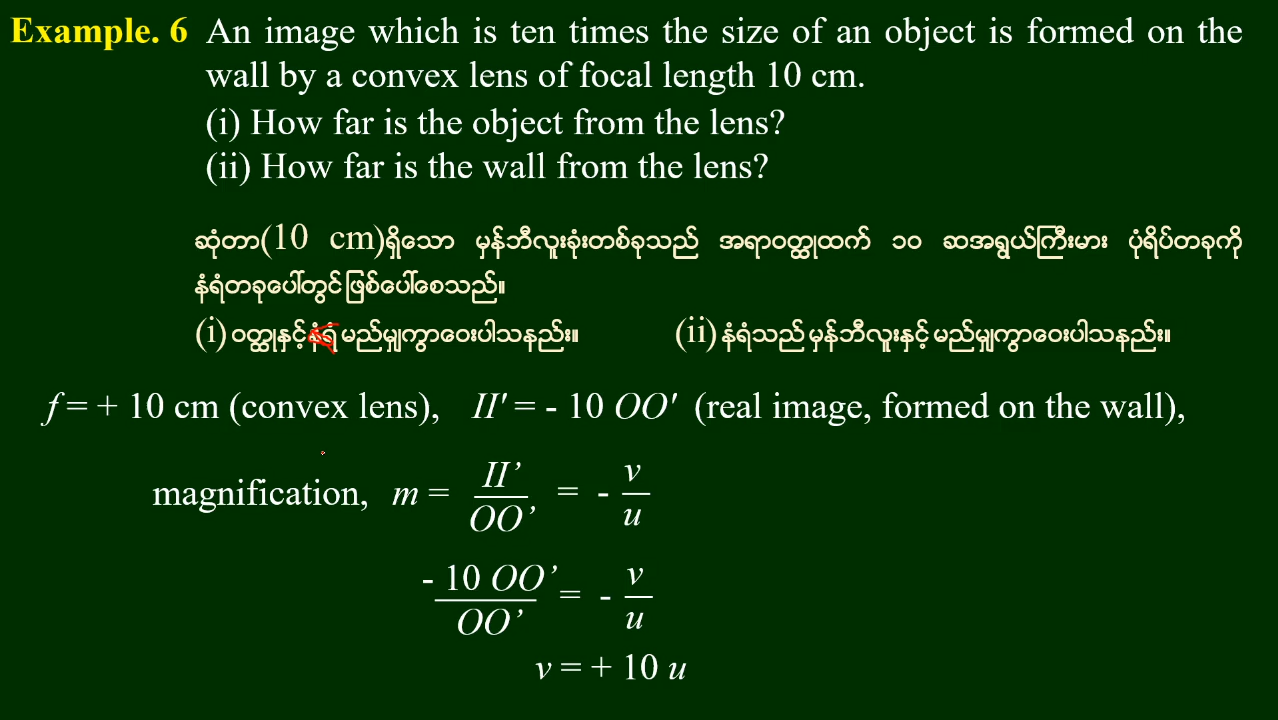 Example. 6 An image which is ten times the size of an object is formed on the
wall by a convex lens of focal length 10 cm.
(i) How far is the object from the lens?
(ii) How far is the wall from the lens?
ဆုံတာ(10 cm)ရှိသော မှန်ဘီလူးခုံးတစ်ခုသည် အရာဝတ္ထုထက် ၁၀ ဆအရွယ်ကြီးမား ပုံရိပ်တခုကို
နံရံတခုပေါ်တွင်ဖြစ်ပေါ်စေသည်။
(i) ဝတ္ထုနှင့်နံရံ မည်မျှကွာဝေးပါသနည်း။ (ii) နံရံသည် မှန်ဘီလူးနှင့် မည်မျှကွာဝေးပါသနည်း။
f = + 10 cm (convex lens), II' = - 10 OO' (real image, formed on the wall),
magnification, m = II’/OO’ = - v/u
- 10 OO’/OO’ = - v/u
v = + 10 u